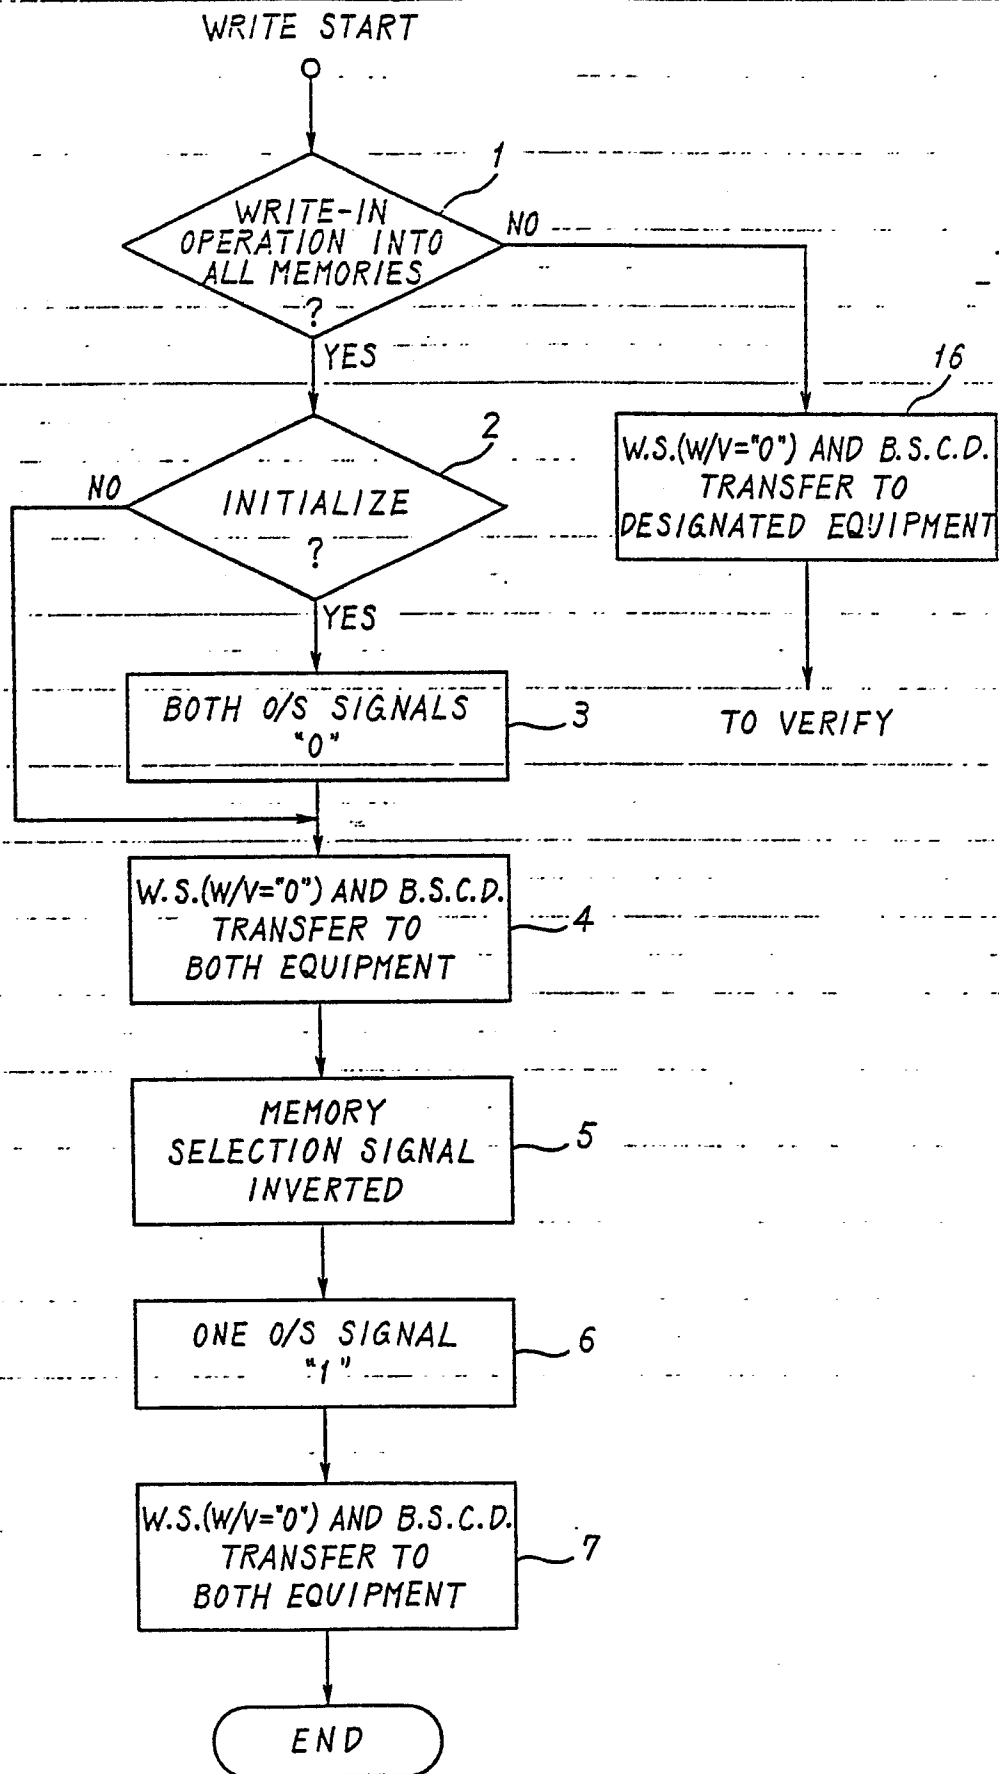 WRITE START
1
WRITE-IN
OPERATION INTO
ALL MEMORIES
?
NO
YES
16
W.S.(W/V="0") AND B.S.C.D.
TRANSFER TO
DESIGNATED EQUIPMENT
TO VERIFY
2
NO
INITIALIZE
?
YES
BOTH O/S SIGNALS
"0"
3
W.S.(W/V="0") AND B.S.C.D.
TRANSFER TO
BOTH EQUIPMENT
4
MEMORY
SELECTION SIGNAL
INVERTED
5
ONE O/S SIGNAL
"1"
6
W.S.(W/V="0") AND B.S.C.D.
TRANSFER TO
BOTH EQUIPMENT
7
END